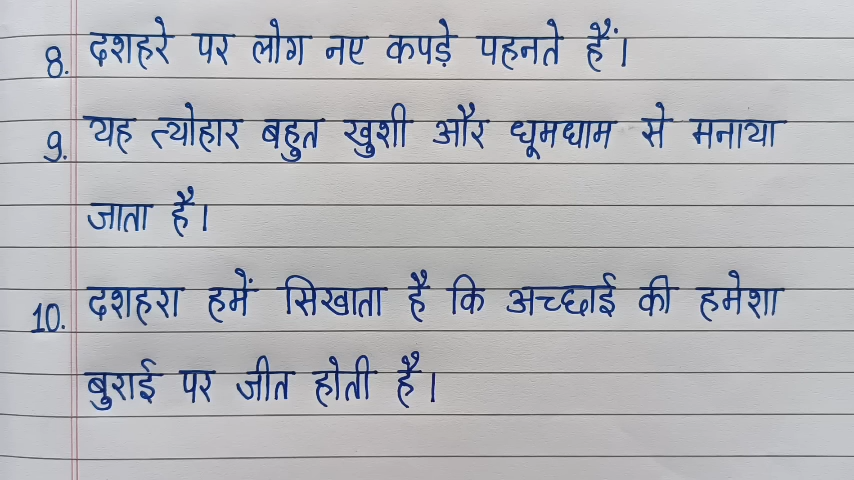 8. दशहरे पर लोग नए कपड़े पहनते हैं।
9. यह त्योहार बहुत खुशी और धूमधाम से मनाया
जाता है।
10. दशहरा हमें सिखाता है कि अच्छाई की हमेशा
बुराई पर जीत होती है।